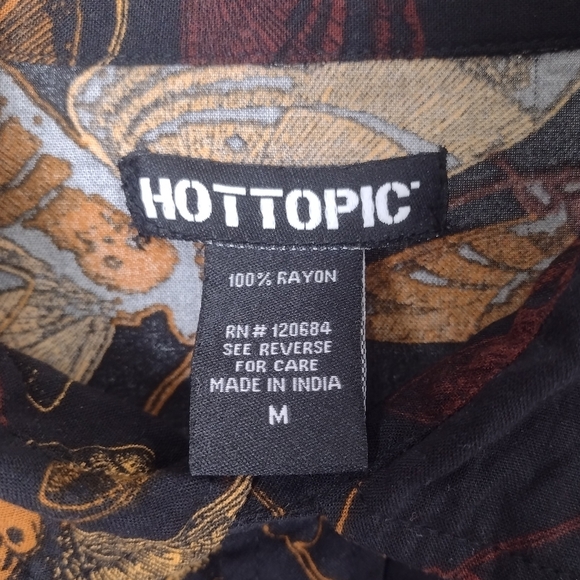 HOTTOPIC
100% RAYON
RN# 120684
SEE REVERSE
FOR CARE
MADE IN INDIA
M